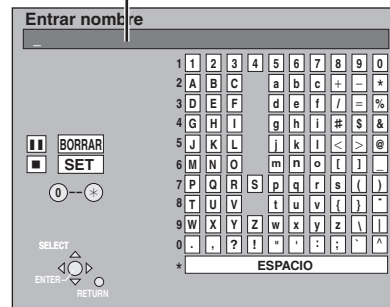 Entrar nombre
_
1 1 2 3 4 5 6 7 8 9 0
2 A B C a b c + − *
3 D E F d e f / = %
4 G H I g h i # $ &
5 J K L j k l < > @
6 M N O m n o [ ] _
7 P Q R S p q r s ( )
8 T U V t u v { } ¯
9 W X Y Z w x y z \ |
0 . , ? ! " ' : ; ` ^
* ESPACIO
BORRAR
SET
0 -- *
SELECT
ENTER
RETURN